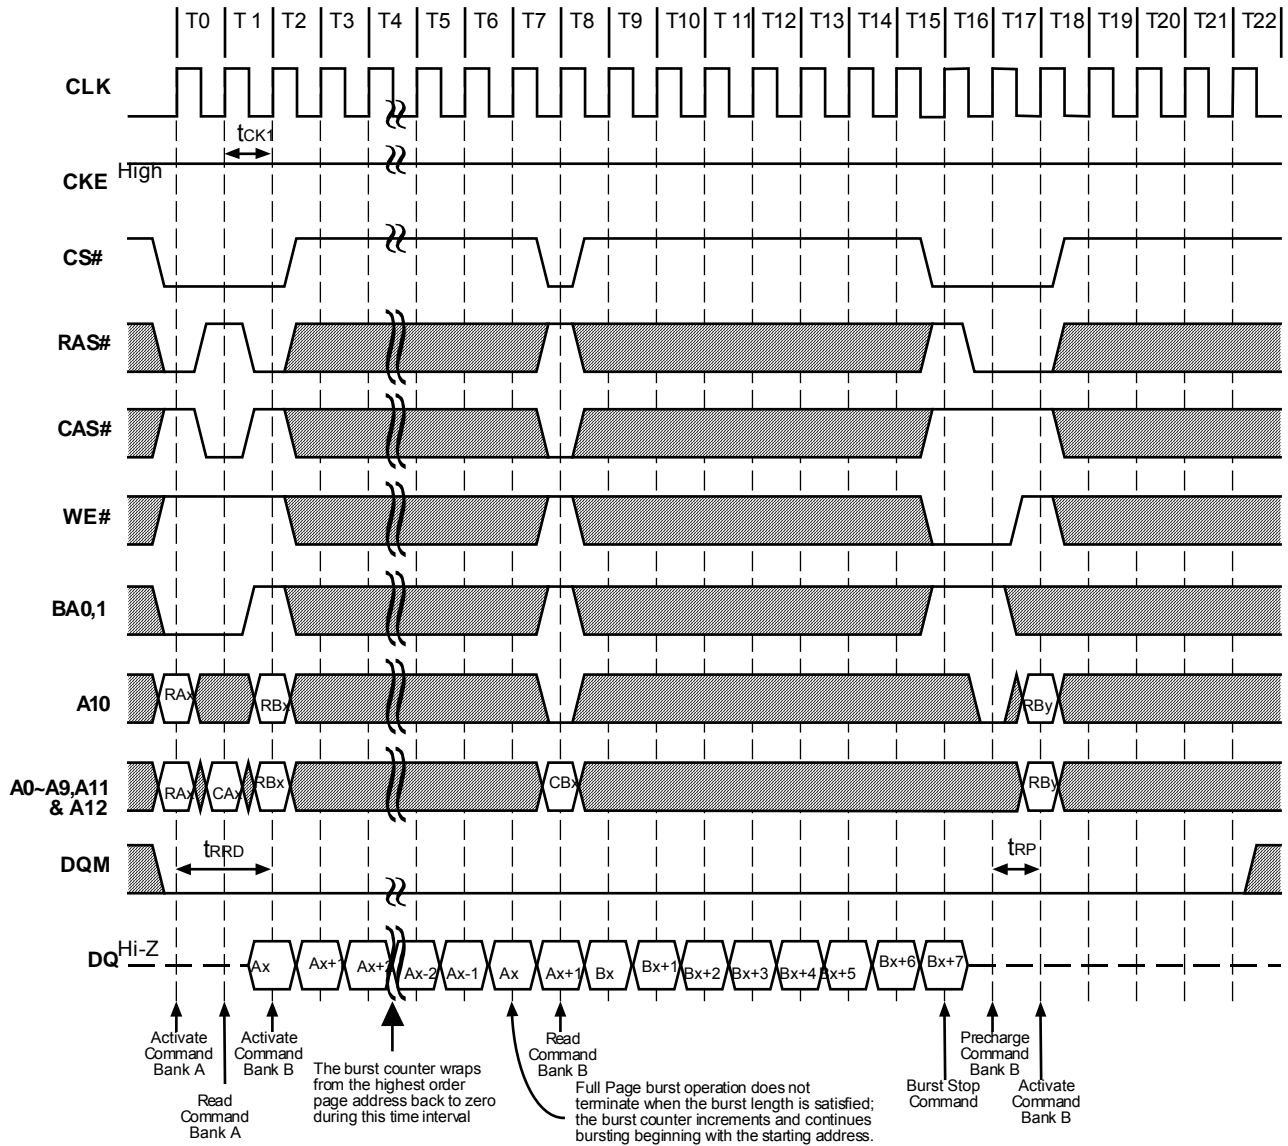 T0 T 1 T2 T3 T4 T5 T6 T7 T8 T9 T10 T 11 T12 T13 T14 T15 T16 T17 T18 T19 T20 T21 T22
CLK
tCK1
High
CKE
CS#
RAS#
CAS#
WE#
BA0,1
A10
RAx RBx RBy
A0~A9,A11
& A12
RAx CAx RBx CBx RBy
tRRD
tRP
DQM
Hi-Z
DQ
Ax Ax+1 Ax+2 Ax-2 Ax-1 Ax Ax+1 Bx Bx+1 Bx+2 Bx+3 Bx+4 Bx+5 Bx+6 Bx+7
Activate
Command
Bank A
Read
Command
Bank A
Activate
Command
Bank B
The burst counter wraps
from the highest order
page address back to zero
during this time interval
Read
Command
Bank B
Full Page burst operation does not
terminate when the burst length is satisfied;
the burst counter increments and continues
bursting beginning with the starting address.
Burst Stop
Command
Precharge
Command
Bank B
Activate
Command
Bank B